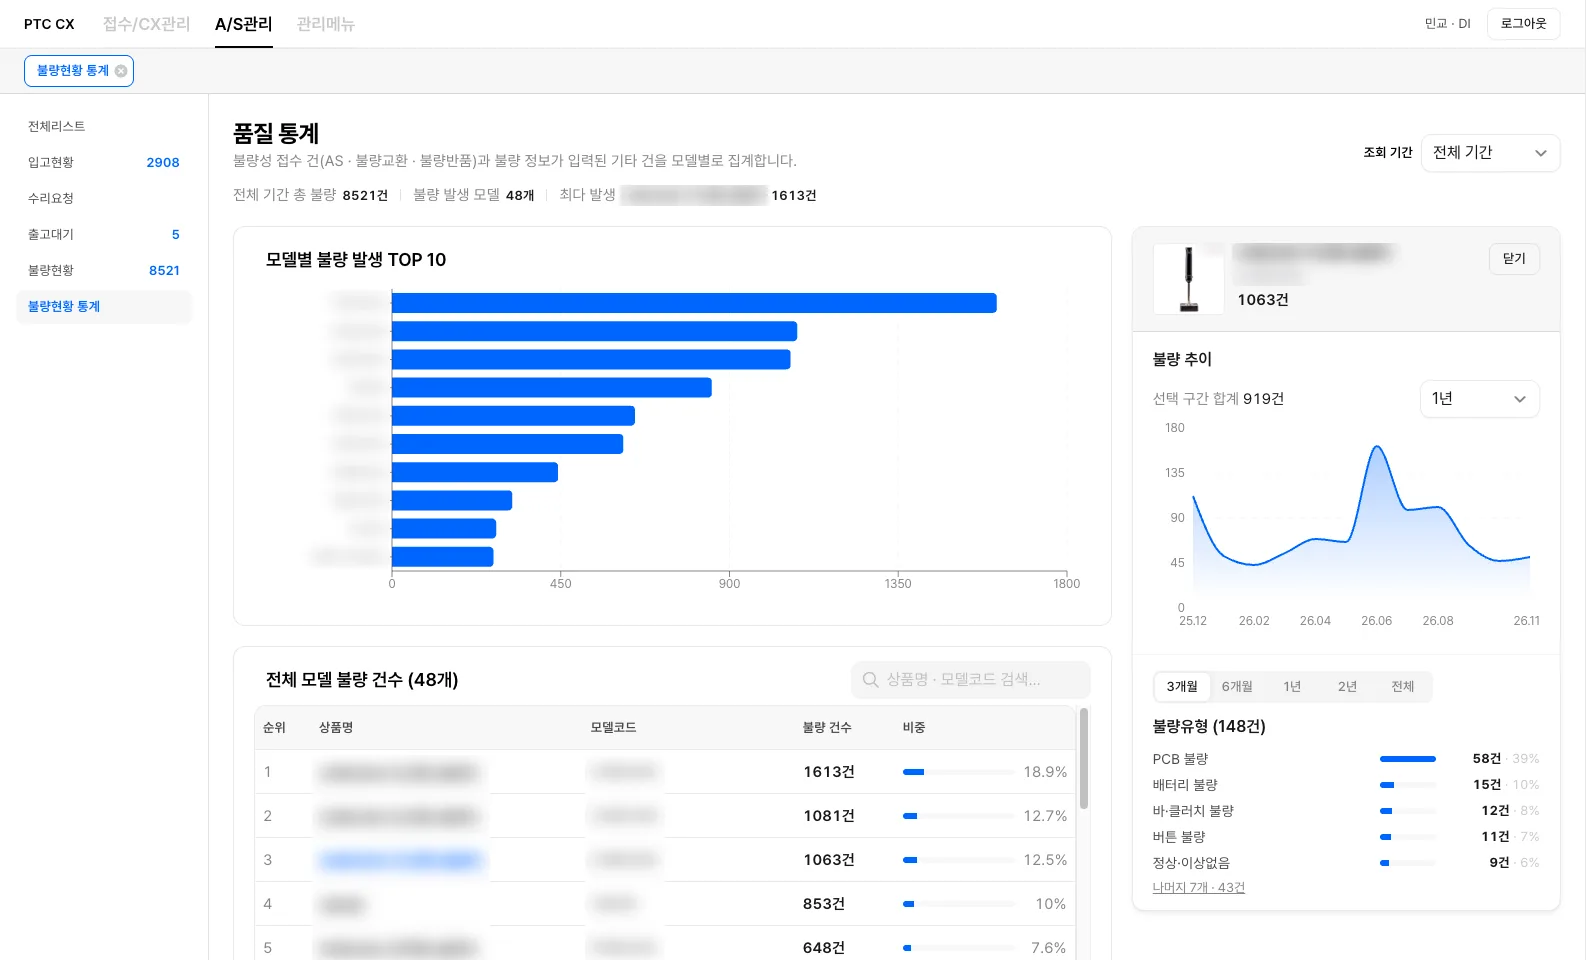 PTC CX 접수/CX관리 A/S관리 관리메뉴 민교 · DI 로그아웃
불량현황 통계
전체리스트
입고현황 2908
수리요청
출고대기 5
불량현황 8521
불량현황 통계
품질 통계
불량성 접수 건(AS · 불량교환 · 불량반품)과 불량 정보가 입력된 기타 건을 모델별로 집계합니다.
전체 기간 총 불량 8521건 불량 발생 모델 48개 최다 발생 1613건
조회 기간 전체 기간
모델별 불량 발생 TOP 10
0 450 900 1350 1800
전체 모델 불량 건수 (48개)
상품명 · 모델코드 검색...
순위 상품명 모델코드 불량 건수 비중
1 1613건 18.9%
2 1081건 12.7%
3 1063건 12.5%
4 853건 10%
5 648건 7.6%
닫기
1063건
불량 추이
선택 구간 합계 919건 1년
180
135
90
45
0
25.12 26.02 26.04 26.06 26.08 26.11
3개월 6개월 1년 2년 전체
불량유형 (148건)
PCB 불량 58건 · 39%
배터리 불량 15건 · 10%
바·클러치 불량 12건 · 8%
버튼 불량 11건 · 7%
정상·이상없음 9건 · 6%
나머지 7개 · 43건